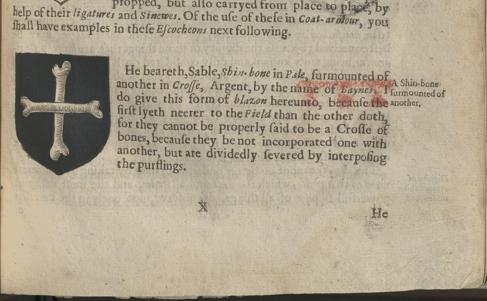 propped, but also carryed from place to place, by
help of their ligatures and Sinewes. Of the use of these in Coat-armour, you
shall have examples in these Escocheons next following.
He beareth, Sable, Shin-bone in Pale, surmounted of
another in Crosse, Argent, by the name of Baynes. I
do give this form of blazon hereunto, because the
first lyeth neerer to the Field than the other doth,
for they cannot be properly said to be a Crosse of
bones, because they be not incorporated one with
another, but are dividedly severed by interposing
the purflings.
A Shin-bone
surmounted of
another.
X
He